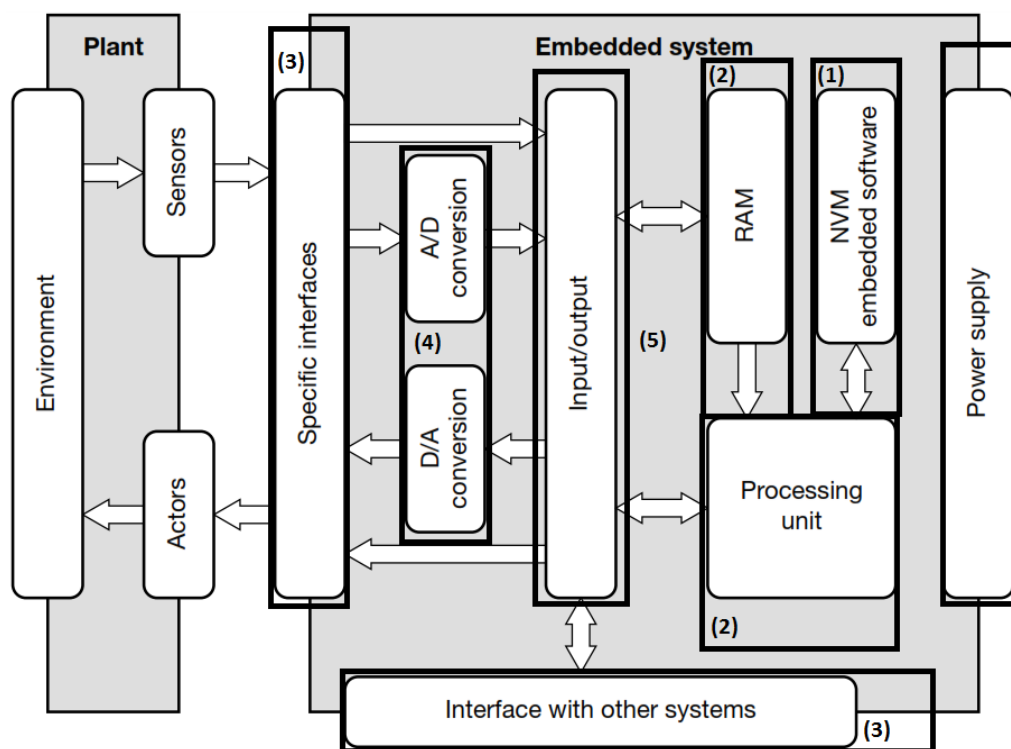 Plant
Embedded system
(3)
(2)
(1)
Environment
Sensors
Actors
Specific interfaces
A/D
conversion
(4)
D/A
conversion
Input/output
(5)
RAM
NVM
embedded software
Processing
unit
(2)
Power supply
Interface with other systems
(3)